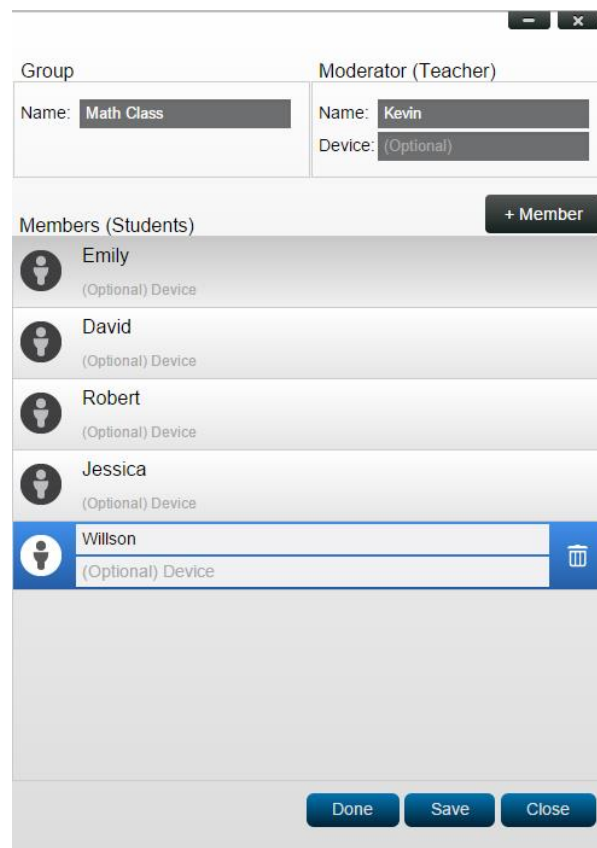 Group
Name: Math Class
Moderator (Teacher)
Name: Kevin
Device: (Optional)
Members (Students)
+ Member
Emily
(Optional) Device
David
(Optional) Device
Robert
(Optional) Device
Jessica
(Optional) Device
Willson
(Optional) Device
Done
Save
Close